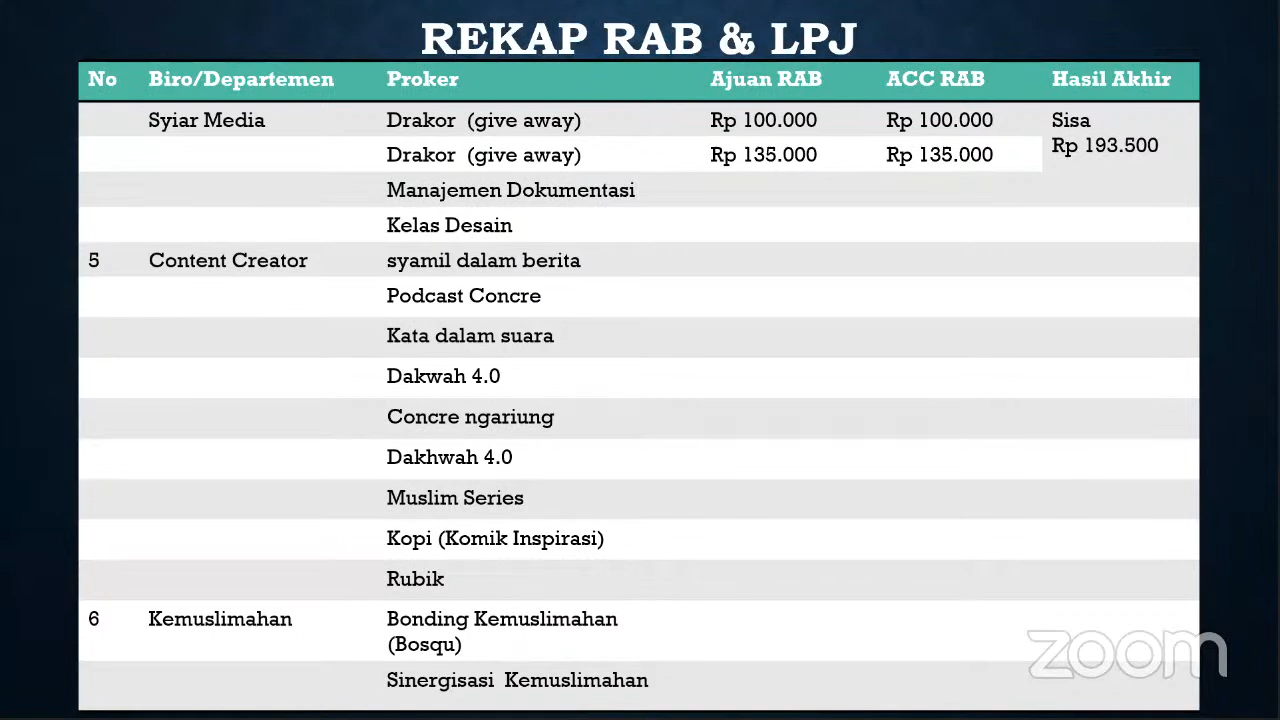 REKAP RAB & LPJ
No Biro/Departemen Proker Ajuan RAB ACC RAB Hasil Akhir
Syiar Media Drakor (give away) Rp 100.000 Rp 100.000 Sisa
Rp 193.500
Drakor (give away) Rp 135.000 Rp 135.000
Manajemen Dokumentasi
Kelas Desain
5 Content Creator syamil dalam berita
Podcast Concre
Kata dalam suara
Dakwah 4.0
Concre ngariung
Dakhwah 4.0
Muslim Series
Kopi (Komik Inspirasi)
Rubik
6 Kemuslimahan Bonding Kemuslimahan
(Bosqu)
Sinergisasi Kemuslimahan
zoom